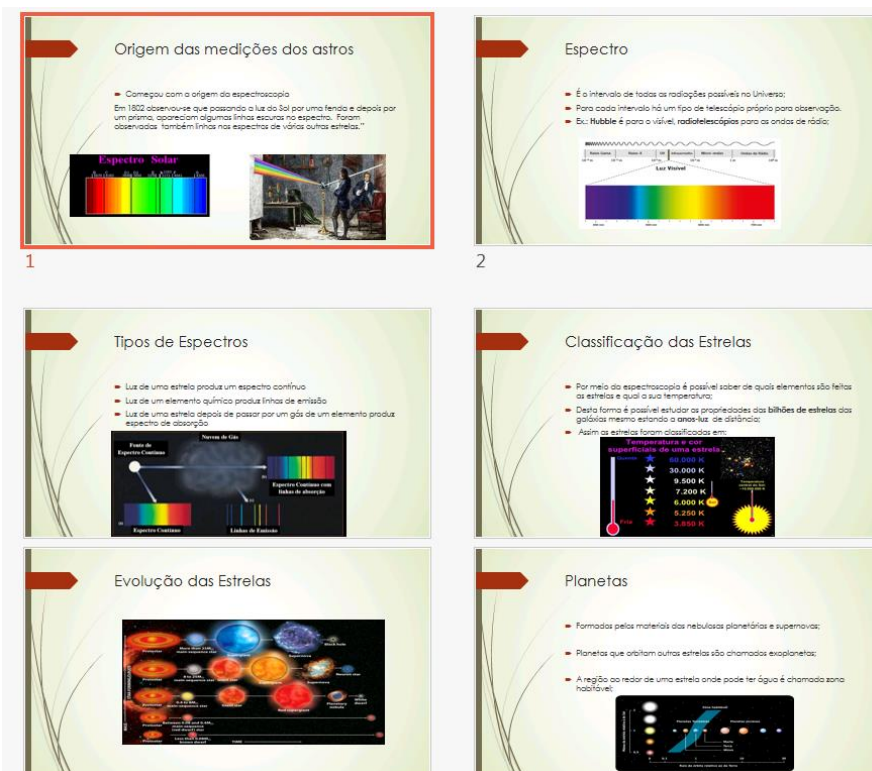 Origem das medições dos astros
Começou com a origem da espectroscopia
Em 1802 observou-se que passando a luz do Sol por uma fenda e depois por
um prisma, apareciam algumas linhas escuras no espectro. Foram
observadas também linhas nos espectros de várias outras estrelas."
Espectro Solar
1
Espectro
É o intervalo de todas as radiações possíveis no Universo;
Para cada intervalo há um tipo de telescópio próprio para observação.
Ex.: Hubble é para o visível, radiotelescópios para as ondas de rádio;
Luz Visível
2
Tipos de Espectros
Luz de uma estrela produz um espectro contínuo
Luz de um elemento químico produz linhas de emissão
Luz de uma estrela depois de passar por um gás de um elemento produz
espectro de absorção
Nuvem de Gás
Fonte de
Espectro Contínuo
Espectro Contínuo com
linhas de absorção
Espectro Contínuo
Linhas de Emissão
Classificação das Estrelas
Por meio da espectroscopia é possível saber de quais elementos são feitas
as estrelas e qual a sua temperatura;
Desta forma é possível estudar as propriedades das bilhões de estrelas das
galáxias mesmo estando a anos-luz de distância;
Assim as estrelas foram classificadas em:
Temperatura e cor
superficiais de uma estrela
Quente
60.000 K
30.000 K
9.500 K
7.200 K
6.000 K
5.250 K
Fria
3.850 K
Evolução das Estrelas
Planetas
Formados pelos materiais das nebulosas planetárias e supernovas;
Planetas que orbitam outras estrelas são chamados exoplanetas;
A região ao redor de uma estrela onde pode ter água é chamada zona
habitável;